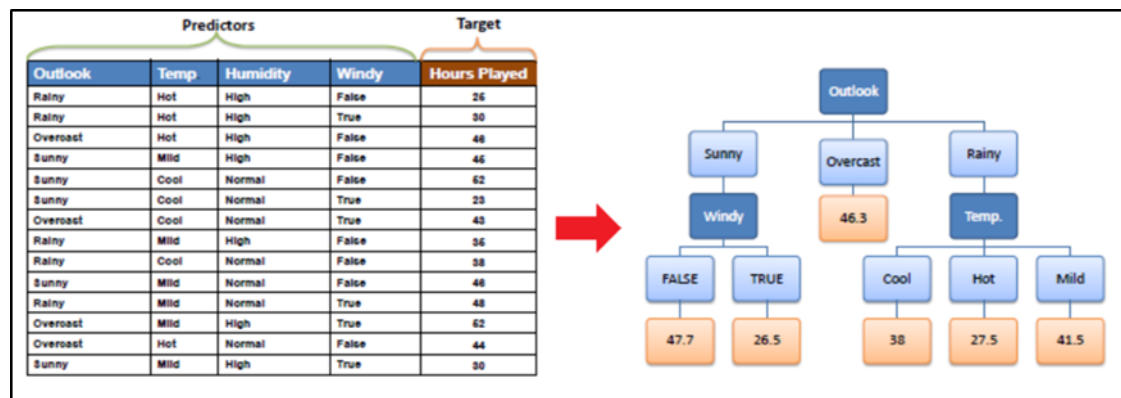 Predictors Target
Outlook Temp. Humidity Windy Hours Played
Rainy Hot High False 25
Rainy Hot High True 30
Overcast Hot High False 46
Sunny Mild High False 45
Sunny Cool Normal False 52
Sunny Cool Normal True 23
Overcast Cool Normal True 43
Rainy Mild High False 35
Rainy Cool Normal False 38
Sunny Mild Normal False 46
Rainy Mild Normal True 48
Overcast Mild High True 52
Overcast Hot Normal False 44
Sunny Mild High True 30
Outlook
Sunny Overcast Rainy
Windy 46.3 Temp.
FALSE TRUE Cool Hot Mild
47.7 26.5 38 27.5 41.5